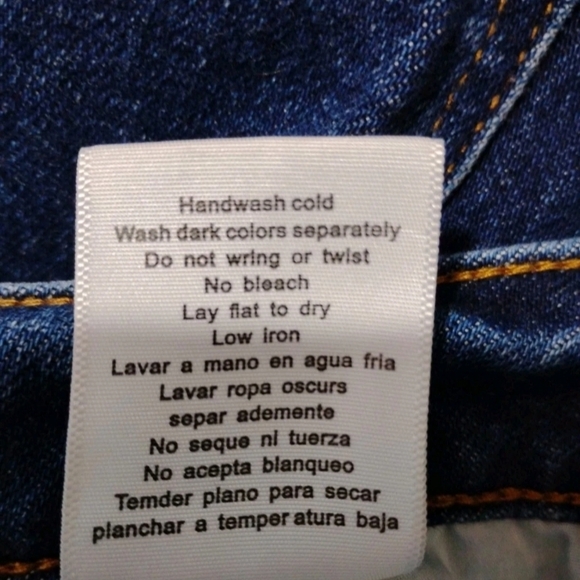 Handwash cold
Wash dark colors separately
Do not wring or twist
No bleach
Lay flat to dry
Low iron
Lavar a mano en agua fria
Lavar ropa oscurs
separ ademente
No seque ni tuerza
No acepta blanqueo
Temder plano para secar
planchar a temper atura baja